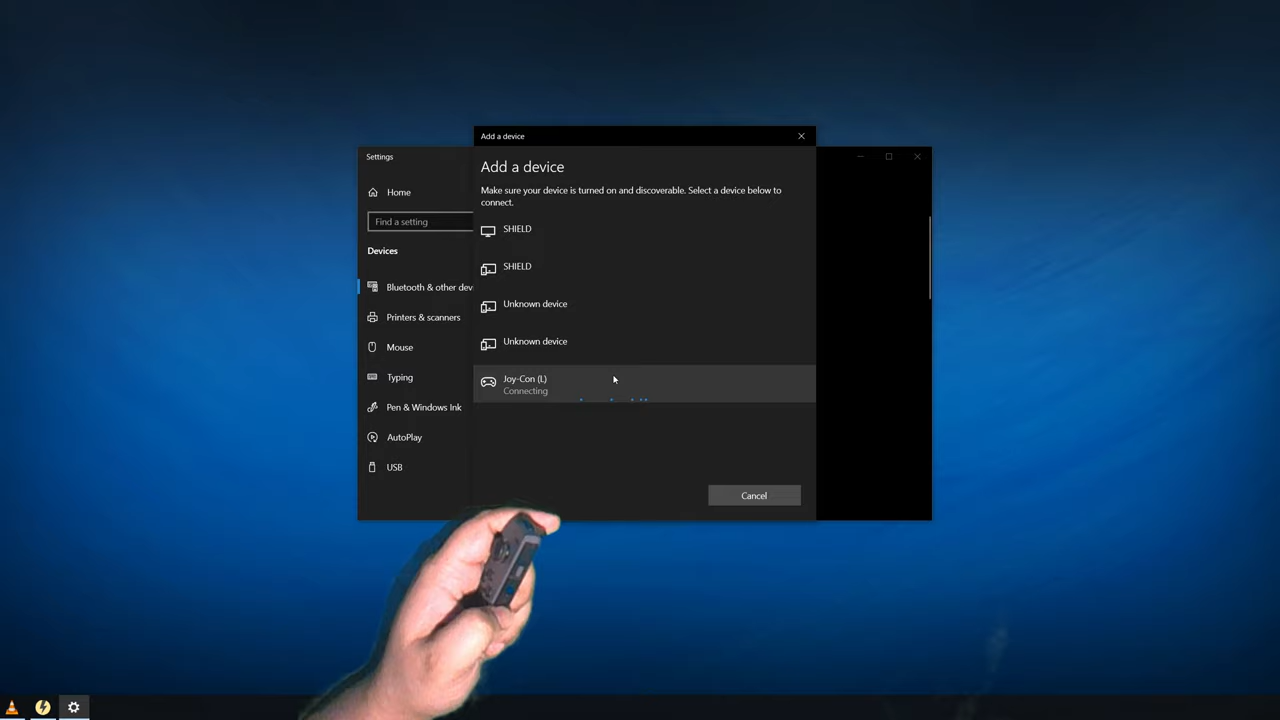 Add a device
Settings
Add a device
Home
Make sure your device is turned on and discoverable. Select a device below to
connect.
Find a setting
SHIELD
Devices
SHIELD
Bluetooth & other dev
Unknown device
Printers & scanners
Unknown device
Mouse
Joy-Con (L)
Connecting
Typing
Pen & Windows Ink
AutoPlay
USB
Cancel